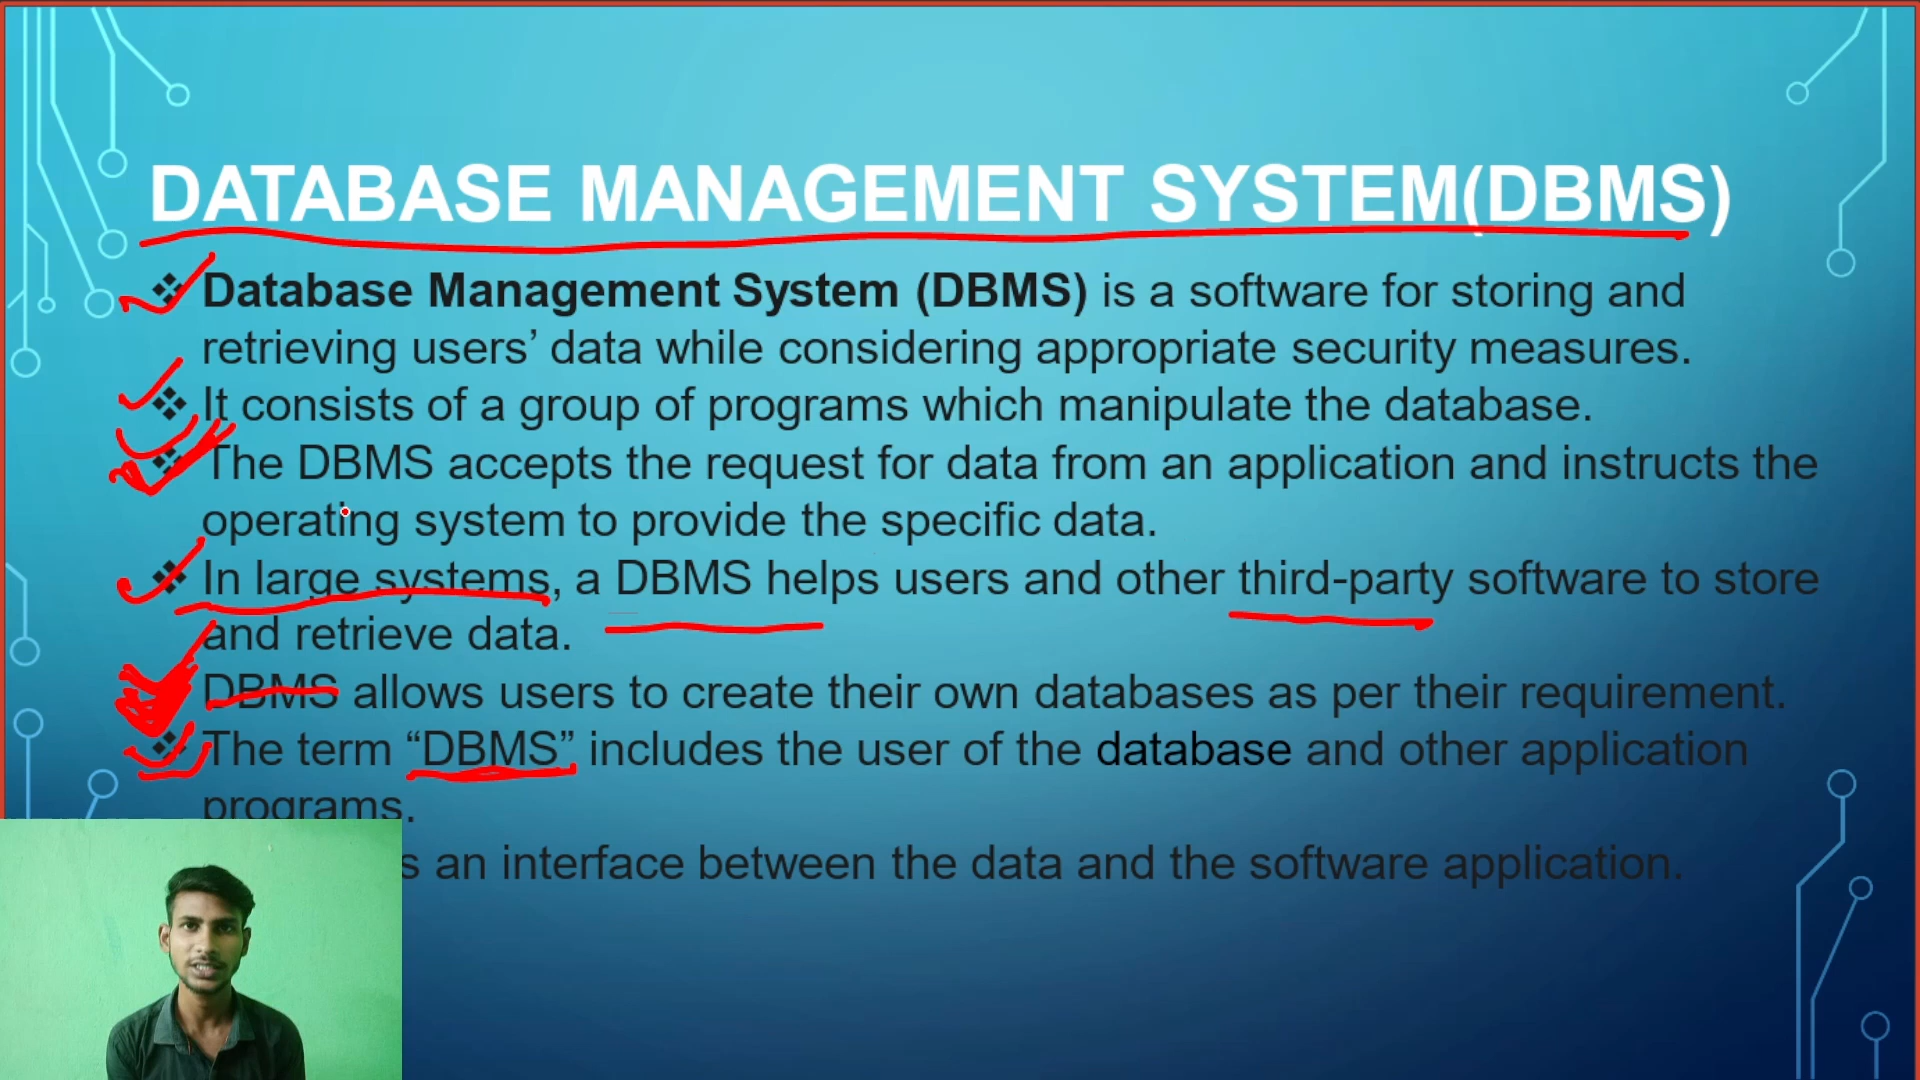 DATABASE MANAGEMENT SYSTEM(DBMS)
Database Management System (DBMS) is a software for storing and
retrieving users’ data while considering appropriate security measures.
It consists of a group of programs which manipulate the database.
The DBMS accepts the request for data from an application and instructs the
operating system to provide the specific data.
In large systems, a DBMS helps users and other third-party software to store
and retrieve data.
DBMS allows users to create their own databases as per their requirement.
The term “DBMS” includes the user of the database and other application
programs.
an interface between the data and the software application.